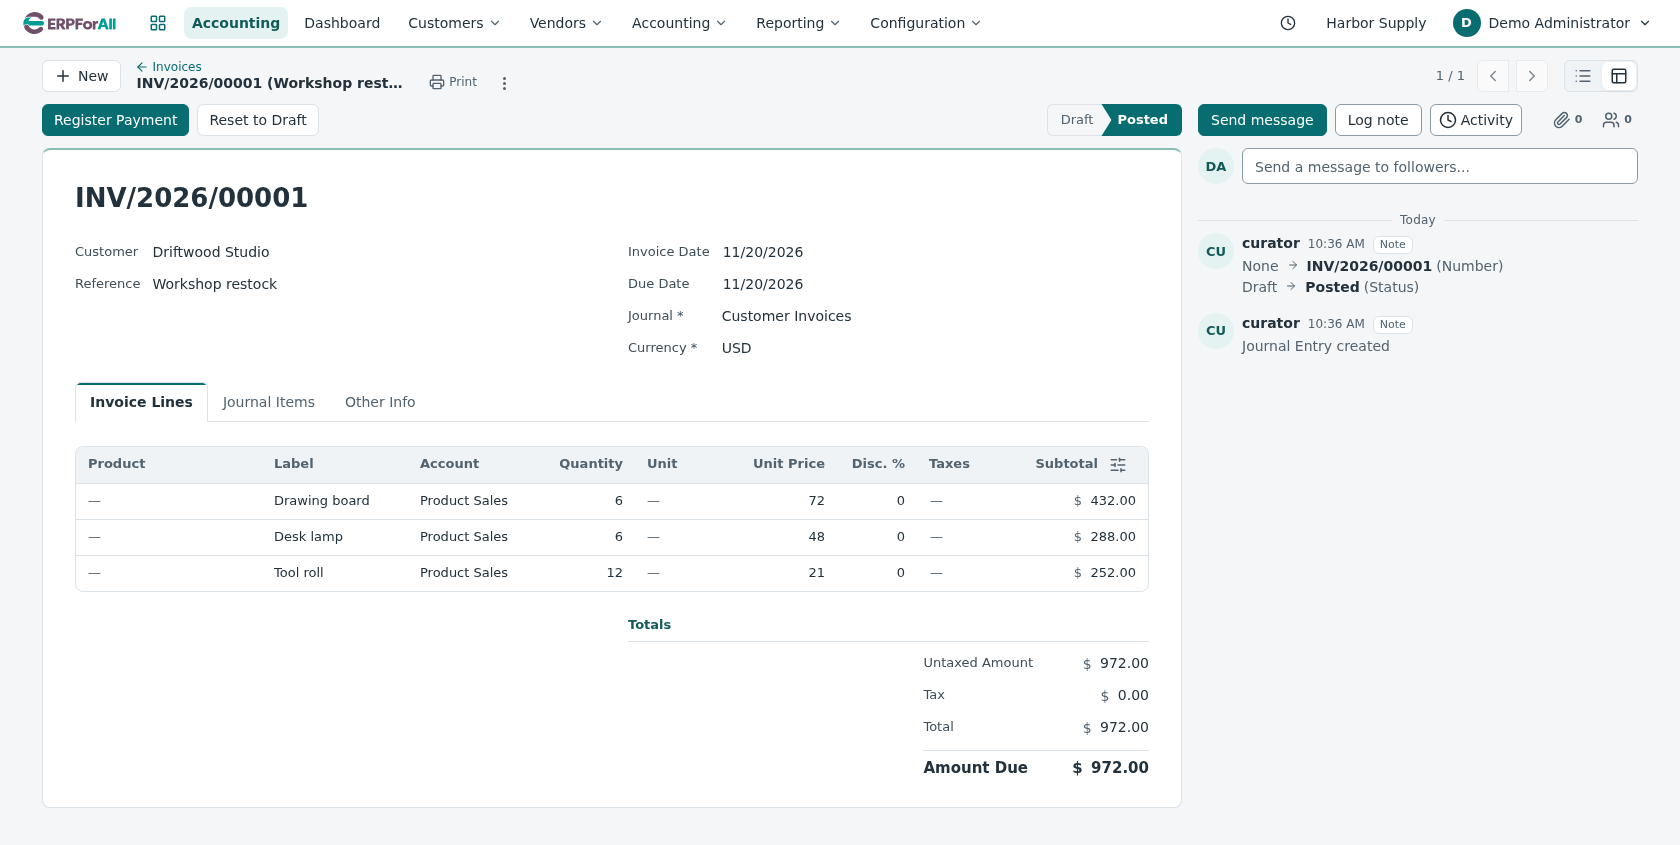 ERPForAll Accounting Dashboard Customers Vendors Accounting Reporting Configuration Harbor Supply D Demo Administrator
New
Invoices
INV/2026/00001 (Workshop rest...
Print
1 / 1
Register Payment Reset to Draft Draft Posted Send message Log note Activity 0 0
DA Send a message to followers...
INV/2026/00001
Customer Driftwood Studio
Reference Workshop restock
Invoice Date 11/20/2026
Due Date 11/20/2026
Journal * Customer Invoices
Currency * USD
Invoice Lines Journal Items Other Info
Product Label Account Quantity Unit Unit Price Disc. % Taxes Subtotal
— Drawing board Product Sales 6 — 72 0 — $ 432.00
— Desk lamp Product Sales 6 — 48 0 — $ 288.00
— Tool roll Product Sales 12 — 21 0 — $ 252.00
Totals
Untaxed Amount $ 972.00
Tax $ 0.00
Total $ 972.00
Amount Due $ 972.00
Today
CU curator 10:36 AM Note
None → INV/2026/00001 (Number)
Draft → Posted (Status)
CU curator 10:36 AM Note
Journal Entry created